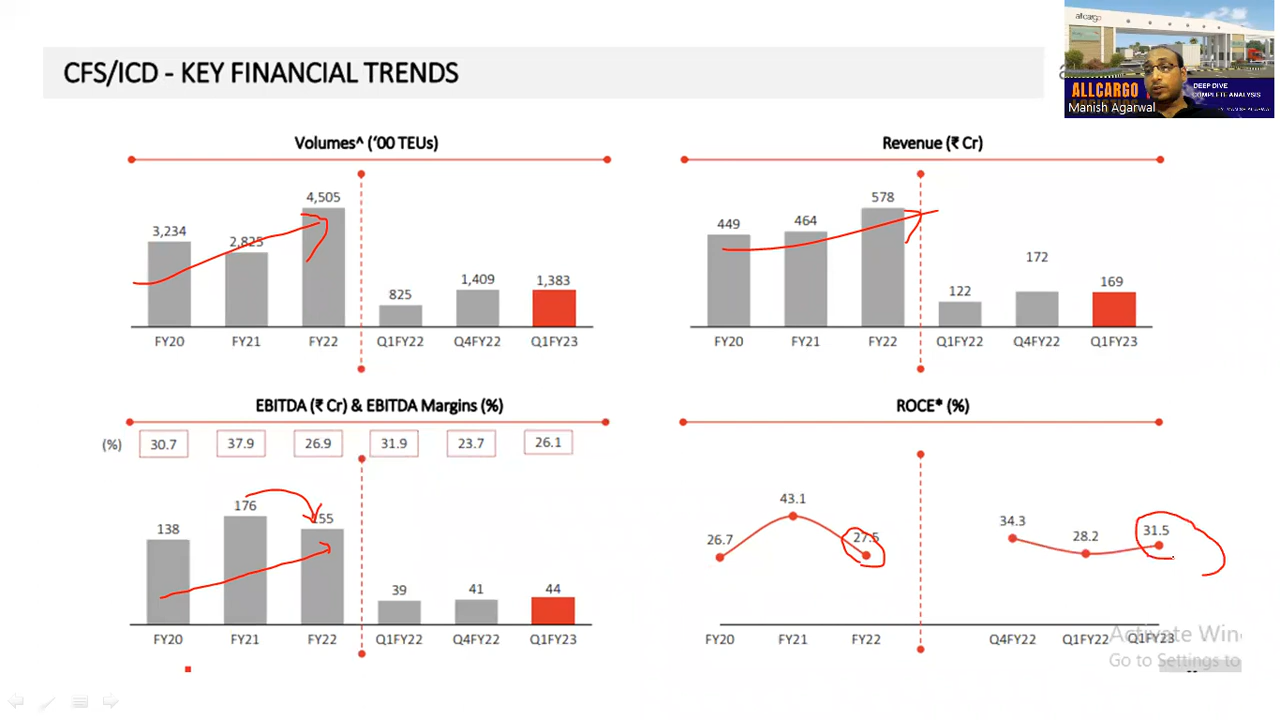 allcargo
CFS/ICD - KEY FINANCIAL TRENDS
ALLCARGO
DEEP DIVE
COMPLETE ANALYSIS
Manish Agarwal
Volumes^ ('00 TEUs)
3,234
2,825
4,505
825
1,409
1,383
FY20 FY21 FY22 Q1FY22 Q4FY22 Q1FY23
Revenue (₹ Cr)
449
464
578
122
172
169
FY20 FY21 FY22 Q1FY22 Q4FY22 Q1FY23
EBITDA (₹ Cr) & EBITDA Margins (%)
(%) 30.7 37.9 26.9 31.9 23.7 26.1
138
176
155
39
41
44
FY20 FY21 FY22 Q1FY22 Q4FY22 Q1FY23
ROCE* (%)
26.7
43.1
27.5
34.3
28.2
31.5
FY20 FY21 FY22 Q4FY22 Q1FY22 Q1FY23
Activate Win
Go to Settings to